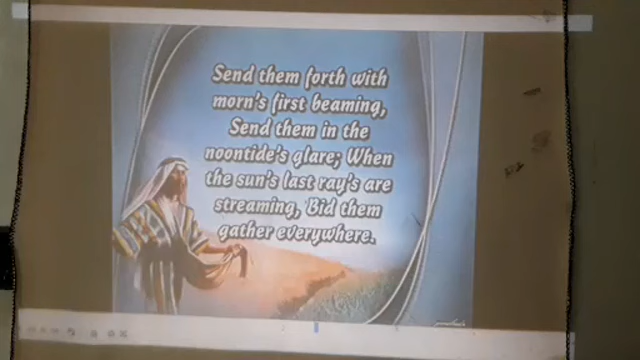 Send them forth with
morn's first beaming,
Send them in the
noontide's glare; When
the sun's last ray's are
streaming, Bid them
gather everywhere.